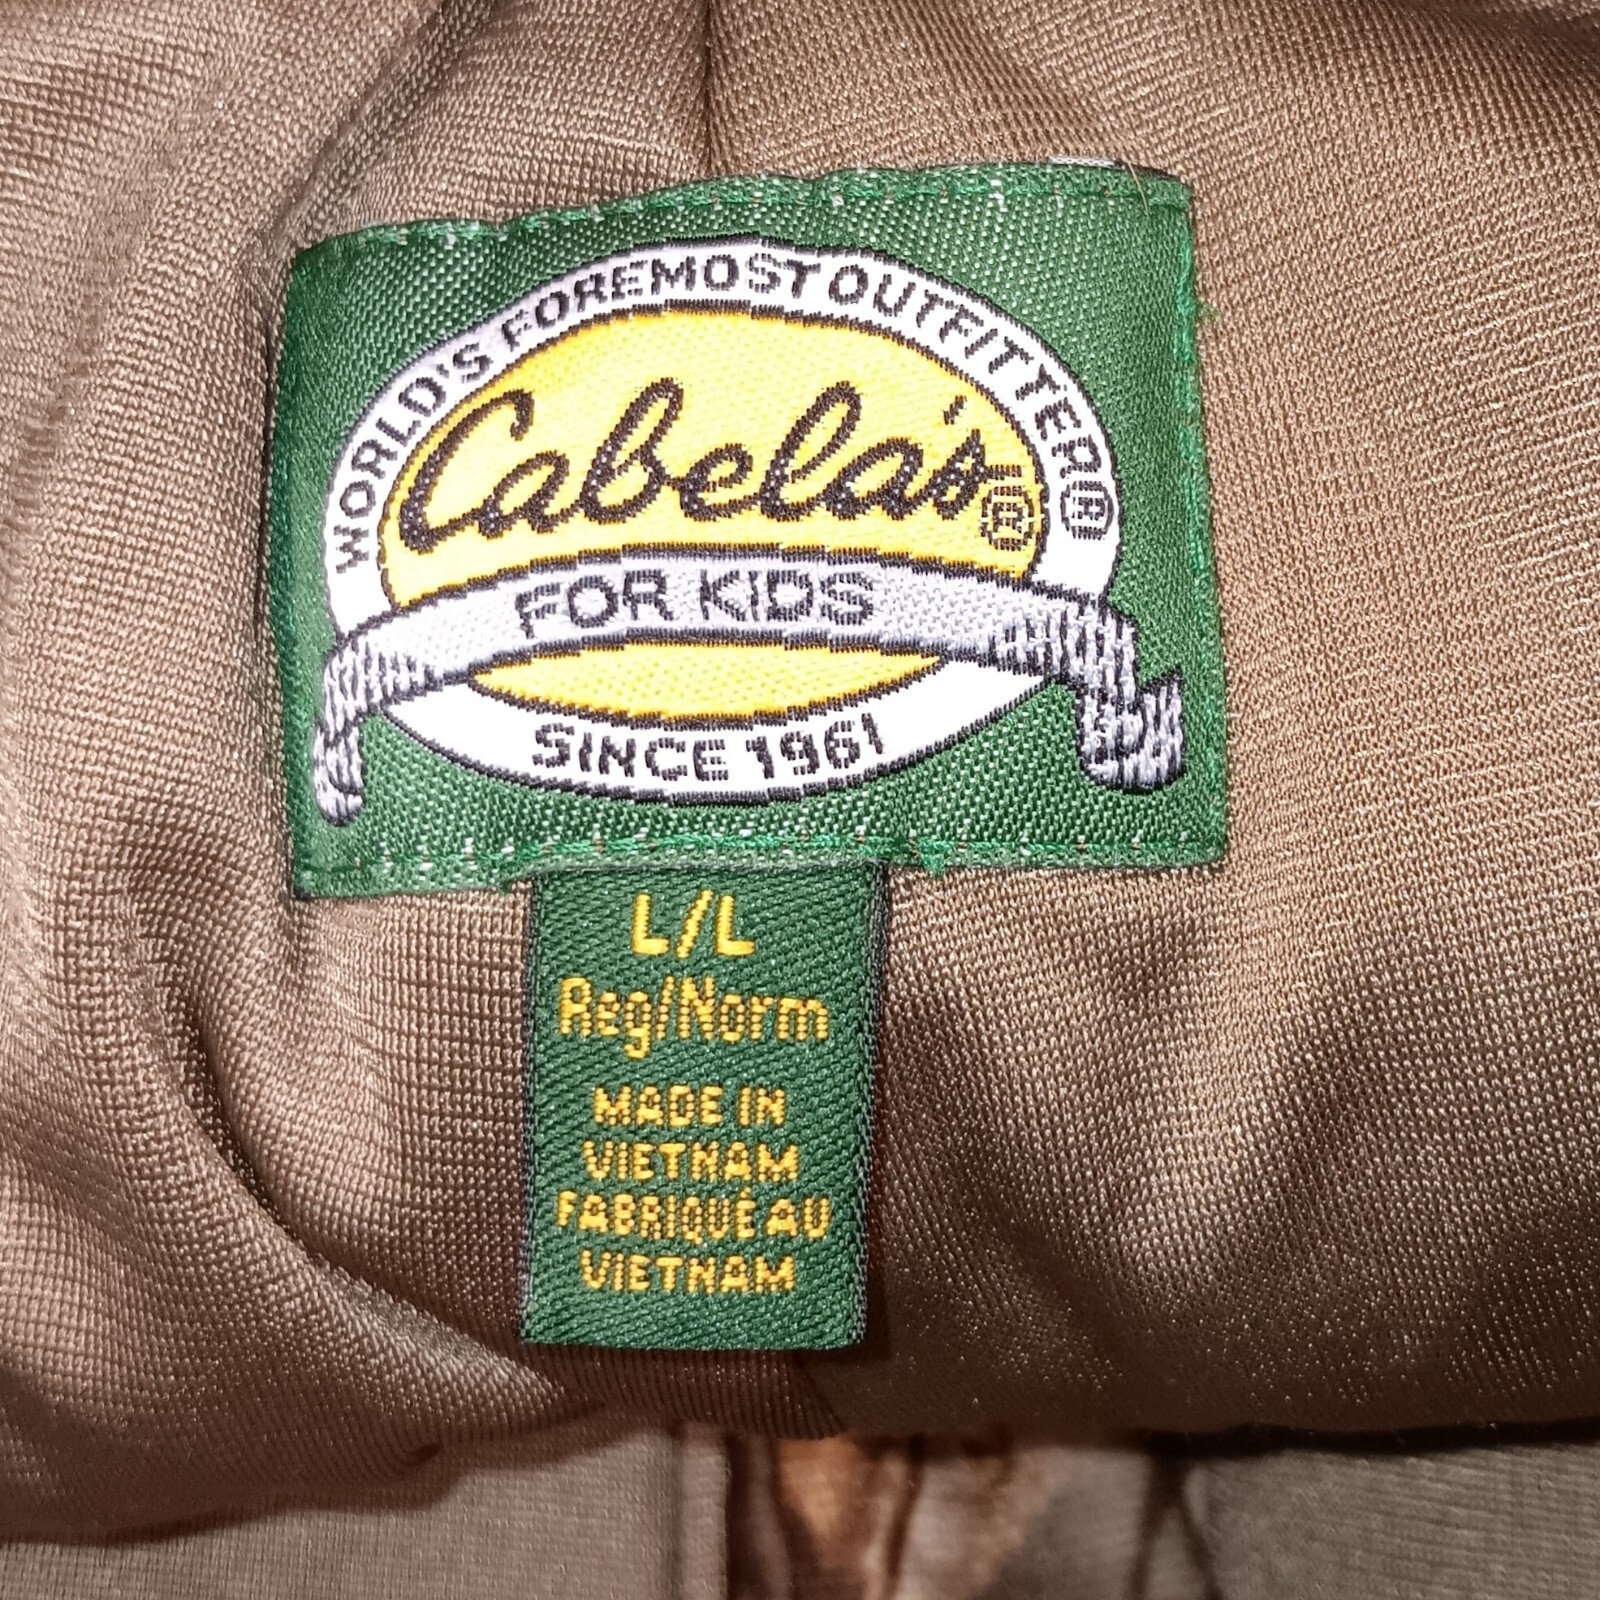 WORLD'S FOREMOST OUTFITTER®
Cabela's®
FOR KIDS
SINCE 1961
L/L
Reg/Norm
MADE IN
VIETNAM
FABRIQUÉ AU
VIETNAM